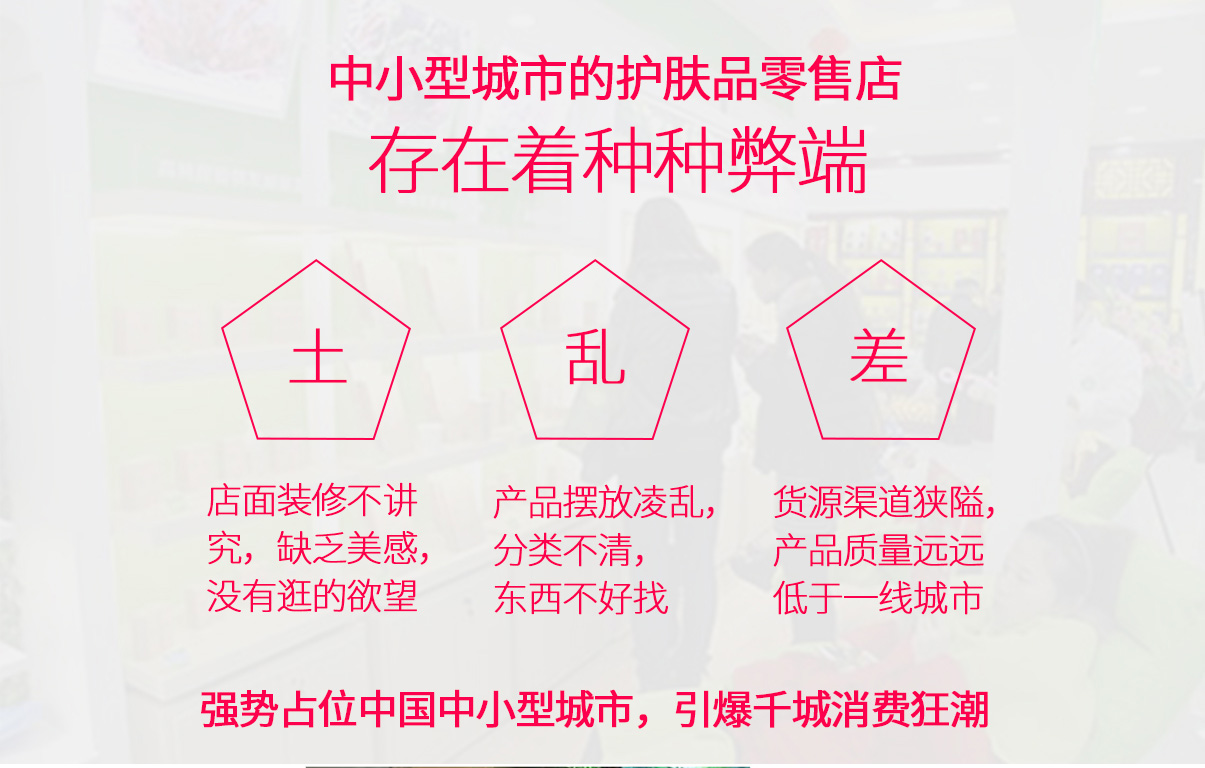 中小型城市的护肤品零售店
存在着种种弊端
土
乱
差
店面装修不讲
究，缺乏美感，
没有逛的欲望
产品摆放凌乱，
分类不清，
东西不好找
货源渠道狭隘，
产品质量远远
低于一线城市
强势占位中国中小型城市，引爆千城消费狂潮